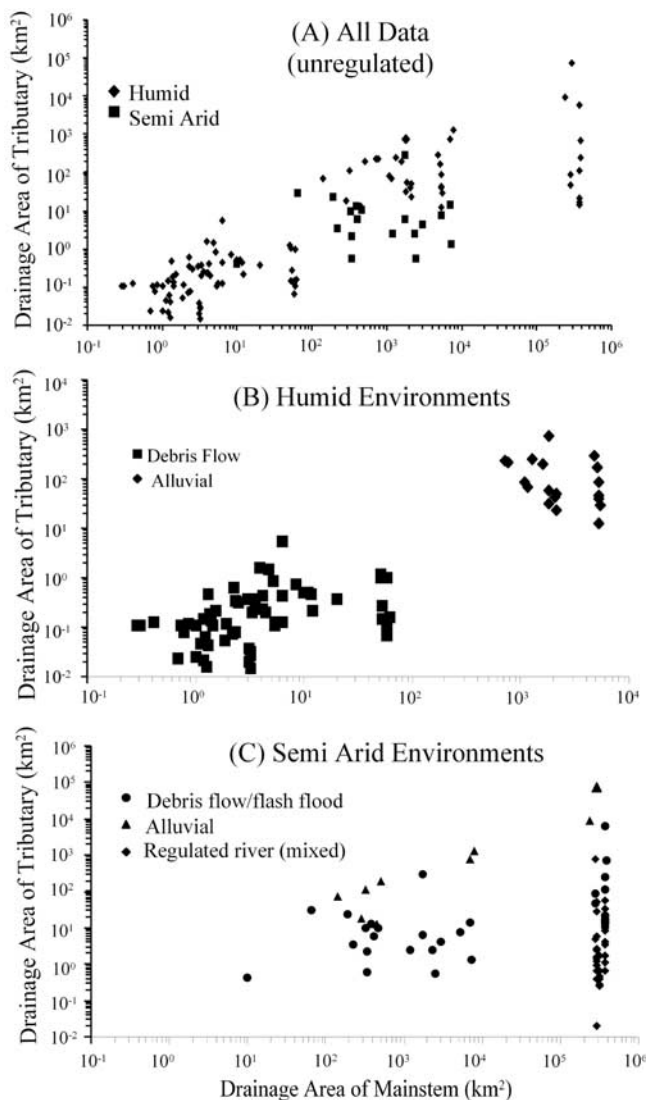 (A) All Data
(unregulated)
Humid
Semi Arid
Drainage Area of Tributary (km²)
10⁶
10⁵
10⁴
10³
10²
10¹
10⁰
10⁻¹
10⁻²
10⁻¹ 10⁰ 10¹ 10² 10³ 10⁴ 10⁵ 10⁶
(B) Humid Environments
Debris Flow
Alluvial
Drainage Area of Tributary (km²)
10⁴
10³
10²
10¹
10⁰
10⁻¹
10⁻²
10⁻¹ 10⁰ 10¹ 10² 10³ 10⁴
(C) Semi Arid Environments
Debris flow/flash flood
Alluvial
Regulated river (mixed)
Drainage Area of Tributary (km²)
10⁶
10⁵
10⁴
10³
10²
10¹
10⁰
10⁻¹
10⁻²
10⁻¹ 10⁰ 10¹ 10² 10³ 10⁴ 10⁵ 10⁶
Drainage Area of Mainstem (km²)